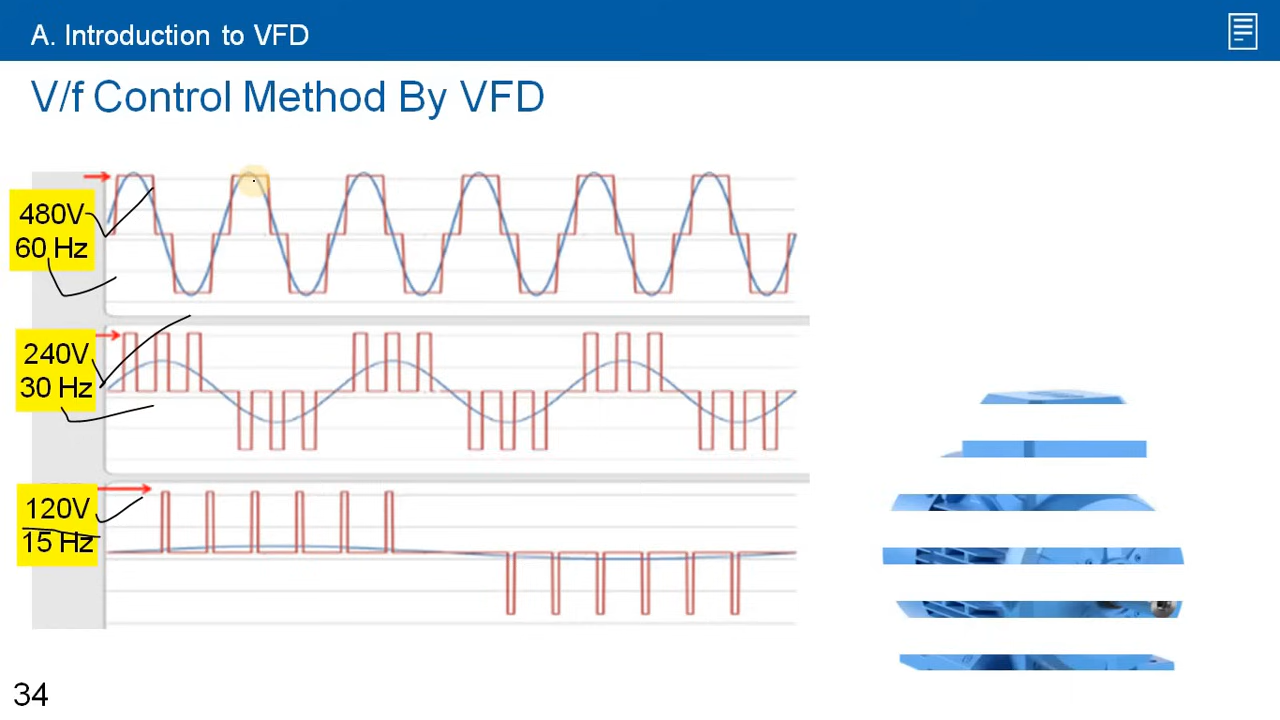 A. Introduction to VFD
V/f Control Method By VFD
480V
60 Hz
240V
30 Hz
120V
15 Hz
34